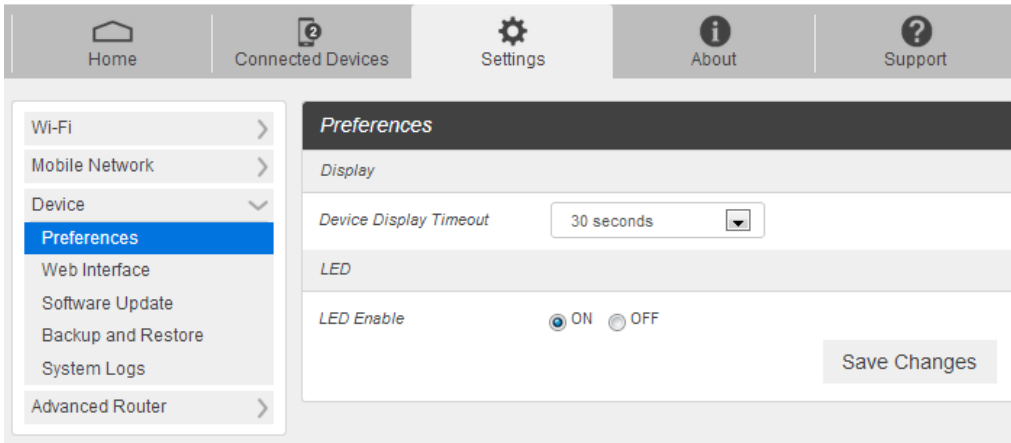 2
Home
Connected Devices
Settings
About
Support
Wi-Fi
Mobile Network
Device
Preferences
Web Interface
Software Update
Backup and Restore
System Logs
Advanced Router
Preferences
Display
Device Display Timeout 30 seconds
LED
LED Enable ON OFF
Save Changes